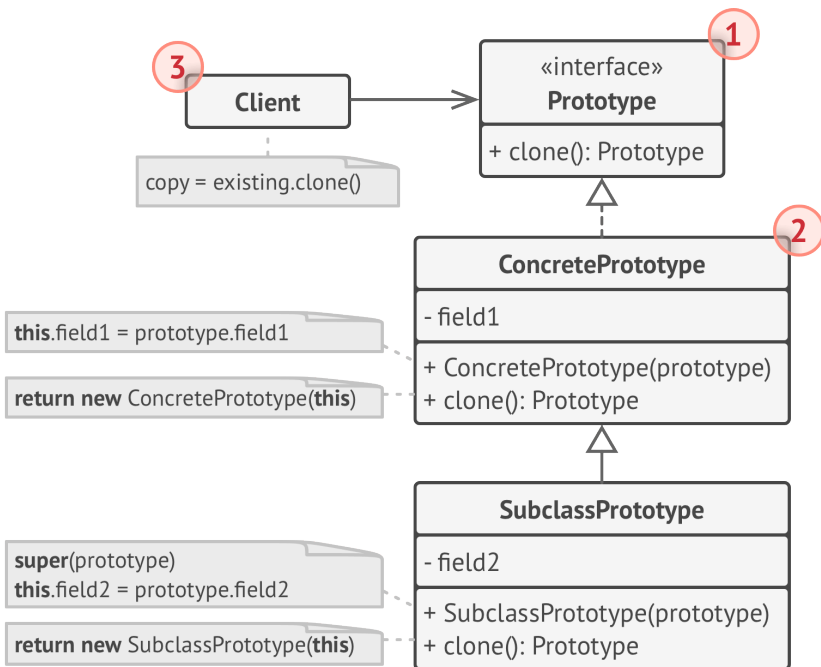 1
«interface»
Prototype
+ clone(): Prototype
3
Client
copy = existing.clone()
2
ConcretePrototype
- field1
+ ConcretePrototype(prototype)
+ clone(): Prototype
this.field1 = prototype.field1
return new ConcretePrototype(this)
SubclassPrototype
- field2
+ SubclassPrototype(prototype)
+ clone(): Prototype
super(prototype)
this.field2 = prototype.field2
return new SubclassPrototype(this)